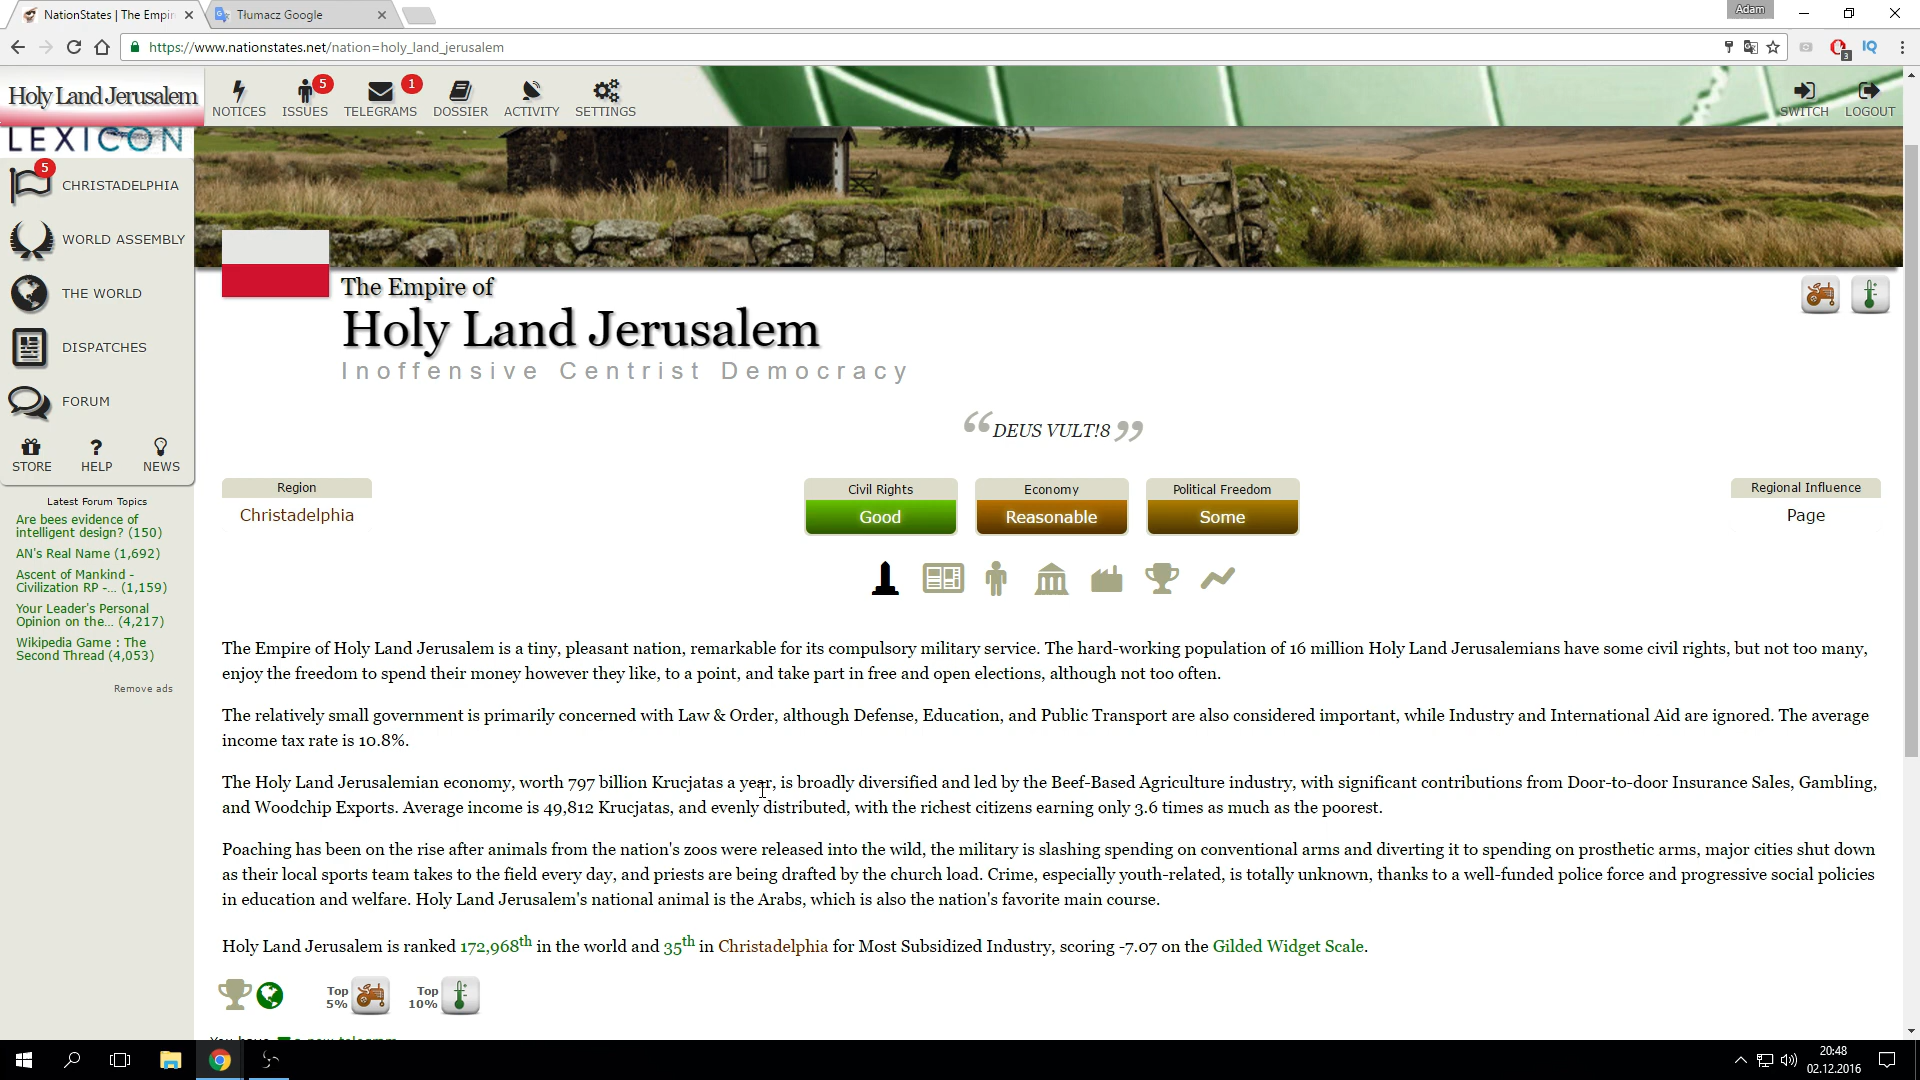 NationStates | The Empir
Tłumacz Google
Adam
https://www.nationstates.net/nation=holy_land_jerusalem
3
IQ
Holy Land Jerusalem
NOTICES
5
ISSUES
1
TELEGRAMS
DOSSIER
ACTIVITY
SETTINGS
SWITCH
LOGOUT
LEXICON
5
CHRISTADELPHIA
WORLD ASSEMBLY
THE WORLD
DISPATCHES
FORUM
STORE
HELP
NEWS
Latest Forum Topics
Are bees evidence of
intelligent design? (150)
AN's Real Name (1,692)
Ascent of Mankind -
Civilization RP -... (1,159)
Your Leader's Personal
Opinion on the... (4,217)
Wikipedia Game : The
Second Thread (4,053)
Remove ads
The Empire of
Holy Land Jerusalem
Inoffensive Centrist Democracy
“DEUS VULT!8”
Region
Christadelphia
Civil Rights
Good
Economy
Reasonable
Political Freedom
Some
Regional Influence
Page
The Empire of Holy Land Jerusalem is a tiny, pleasant nation, remarkable for its compulsory military service. The hard-working population of 16 million Holy Land Jerusalemians have some civil rights, but not too many,
enjoy the freedom to spend their money however they like, to a point, and take part in free and open elections, although not too often.
The relatively small government is primarily concerned with Law & Order, although Defense, Education, and Public Transport are also considered important, while Industry and International Aid are ignored. The average
income tax rate is 10.8%.
The Holy Land Jerusalemian economy, worth 797 billion Krucjatas a year, is broadly diversified and led by the Beef-Based Agriculture industry, with significant contributions from Door-to-door Insurance Sales, Gambling,
and Woodchip Exports. Average income is 49,812 Krucjatas, and evenly distributed, with the richest citizens earning only 3.6 times as much as the poorest.
Poaching has been on the rise after animals from the nation's zoos were released into the wild, the military is slashing spending on conventional arms and diverting it to spending on prosthetic arms, major cities shut down
as their local sports team takes to the field every day, and priests are being drafted by the church load. Crime, especially youth-related, is totally unknown, thanks to a well-funded police force and progressive social policies
in education and welfare. Holy Land Jerusalem's national animal is the Arabs, which is also the nation's favorite main course.
Holy Land Jerusalem is ranked 172,968th in the world and 35th in Christadelphia for Most Subsidized Industry, scoring -7.07 on the Gilded Widget Scale.
Top
5%
Top
10%
You have a new telegram
20:48
02.12.2016